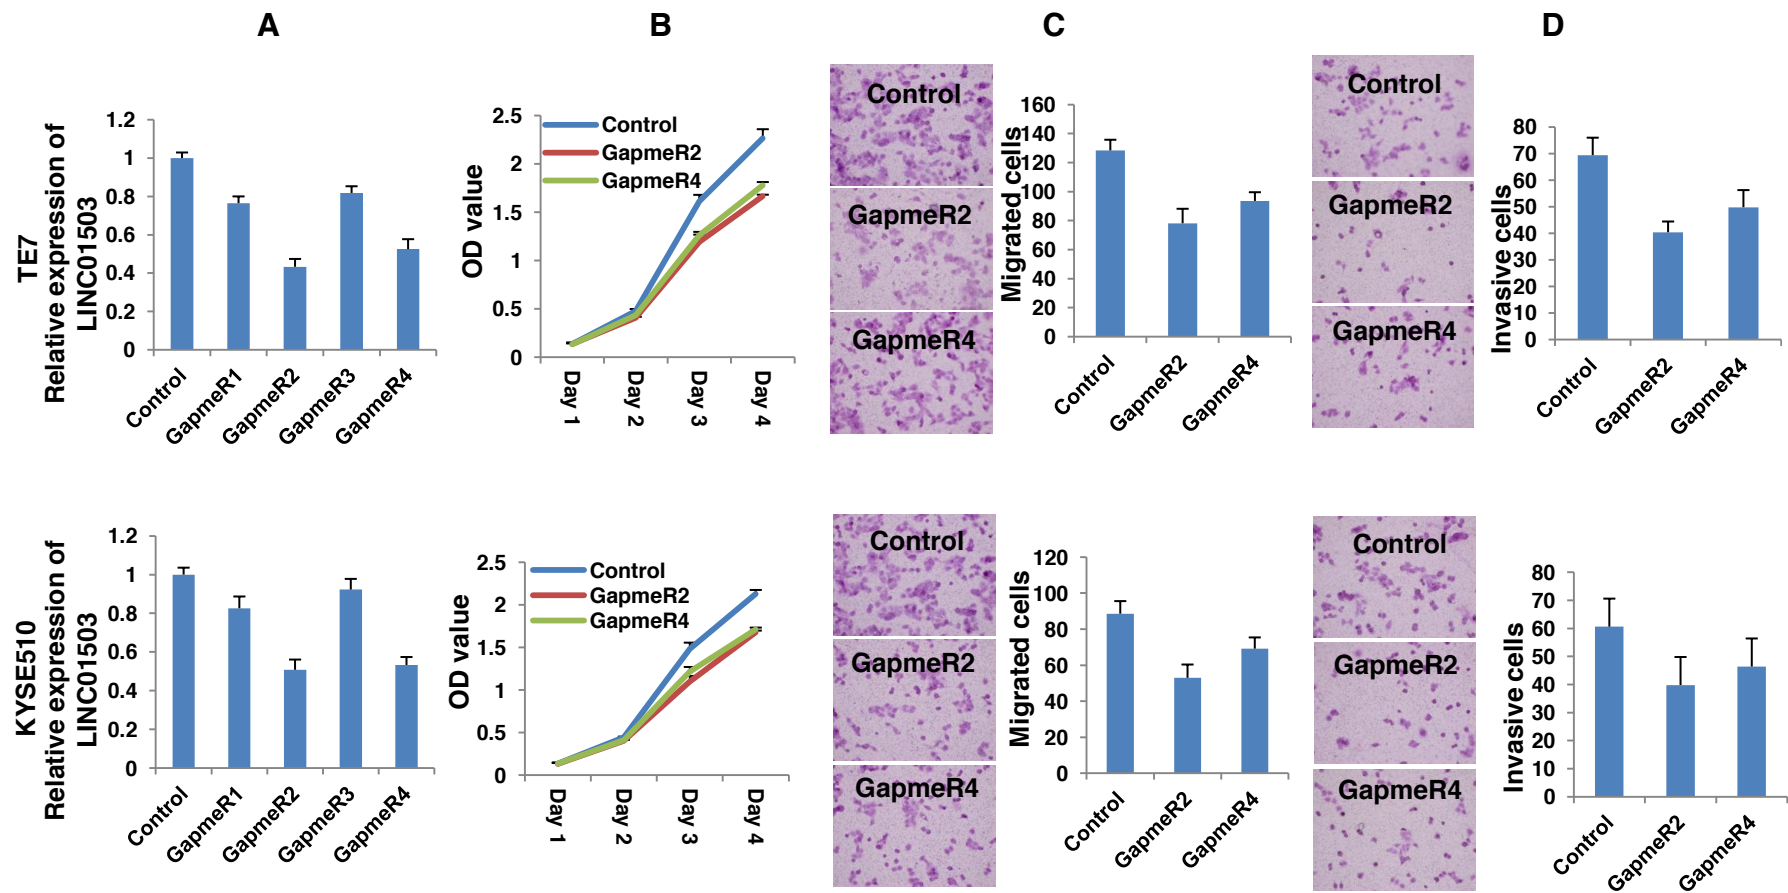 A
B
C
D
TE7
Relative expression of
LINC01503
1.2
1
0.8
0.6
0.4
0.2
0
Control
GapmeR1
GapmeR2
GapmeR3
GapmeR4
OD value
2.5
2
1.5
1
0.5
0
Control
GapmeR2
GapmeR4
Day 1
Day 2
Day 3
Day 4
Control
GapmeR2
GapmeR4
Migrated cells
160
140
120
100
80
60
40
20
0
Control
GapmeR2
GapmeR4
Control
GapmeR2
GapmeR4
Invasive cells
80
70
60
50
40
30
20
10
0
Control
GapmeR2
GapmeR4
KYSE510
Relative expression of
LINC01503
1.2
1
0.8
0.6
0.4
0.2
0
Control
GapmeR1
GapmeR2
GapmeR3
GapmeR4
OD value
2.5
2
1.5
1
0.5
0
Control
GapmeR2
GapmeR4
Day 1
Day 2
Day 3
Day 4
Control
GapmeR2
GapmeR4
Migrated cells
120
100
80
60
40
20
0
Control
GapmeR2
GapmeR4
Control
GapmeR2
GapmeR4
Invasive cells
80
70
60
50
40
30
20
10
0
Control
GapmeR2
GapmeR4